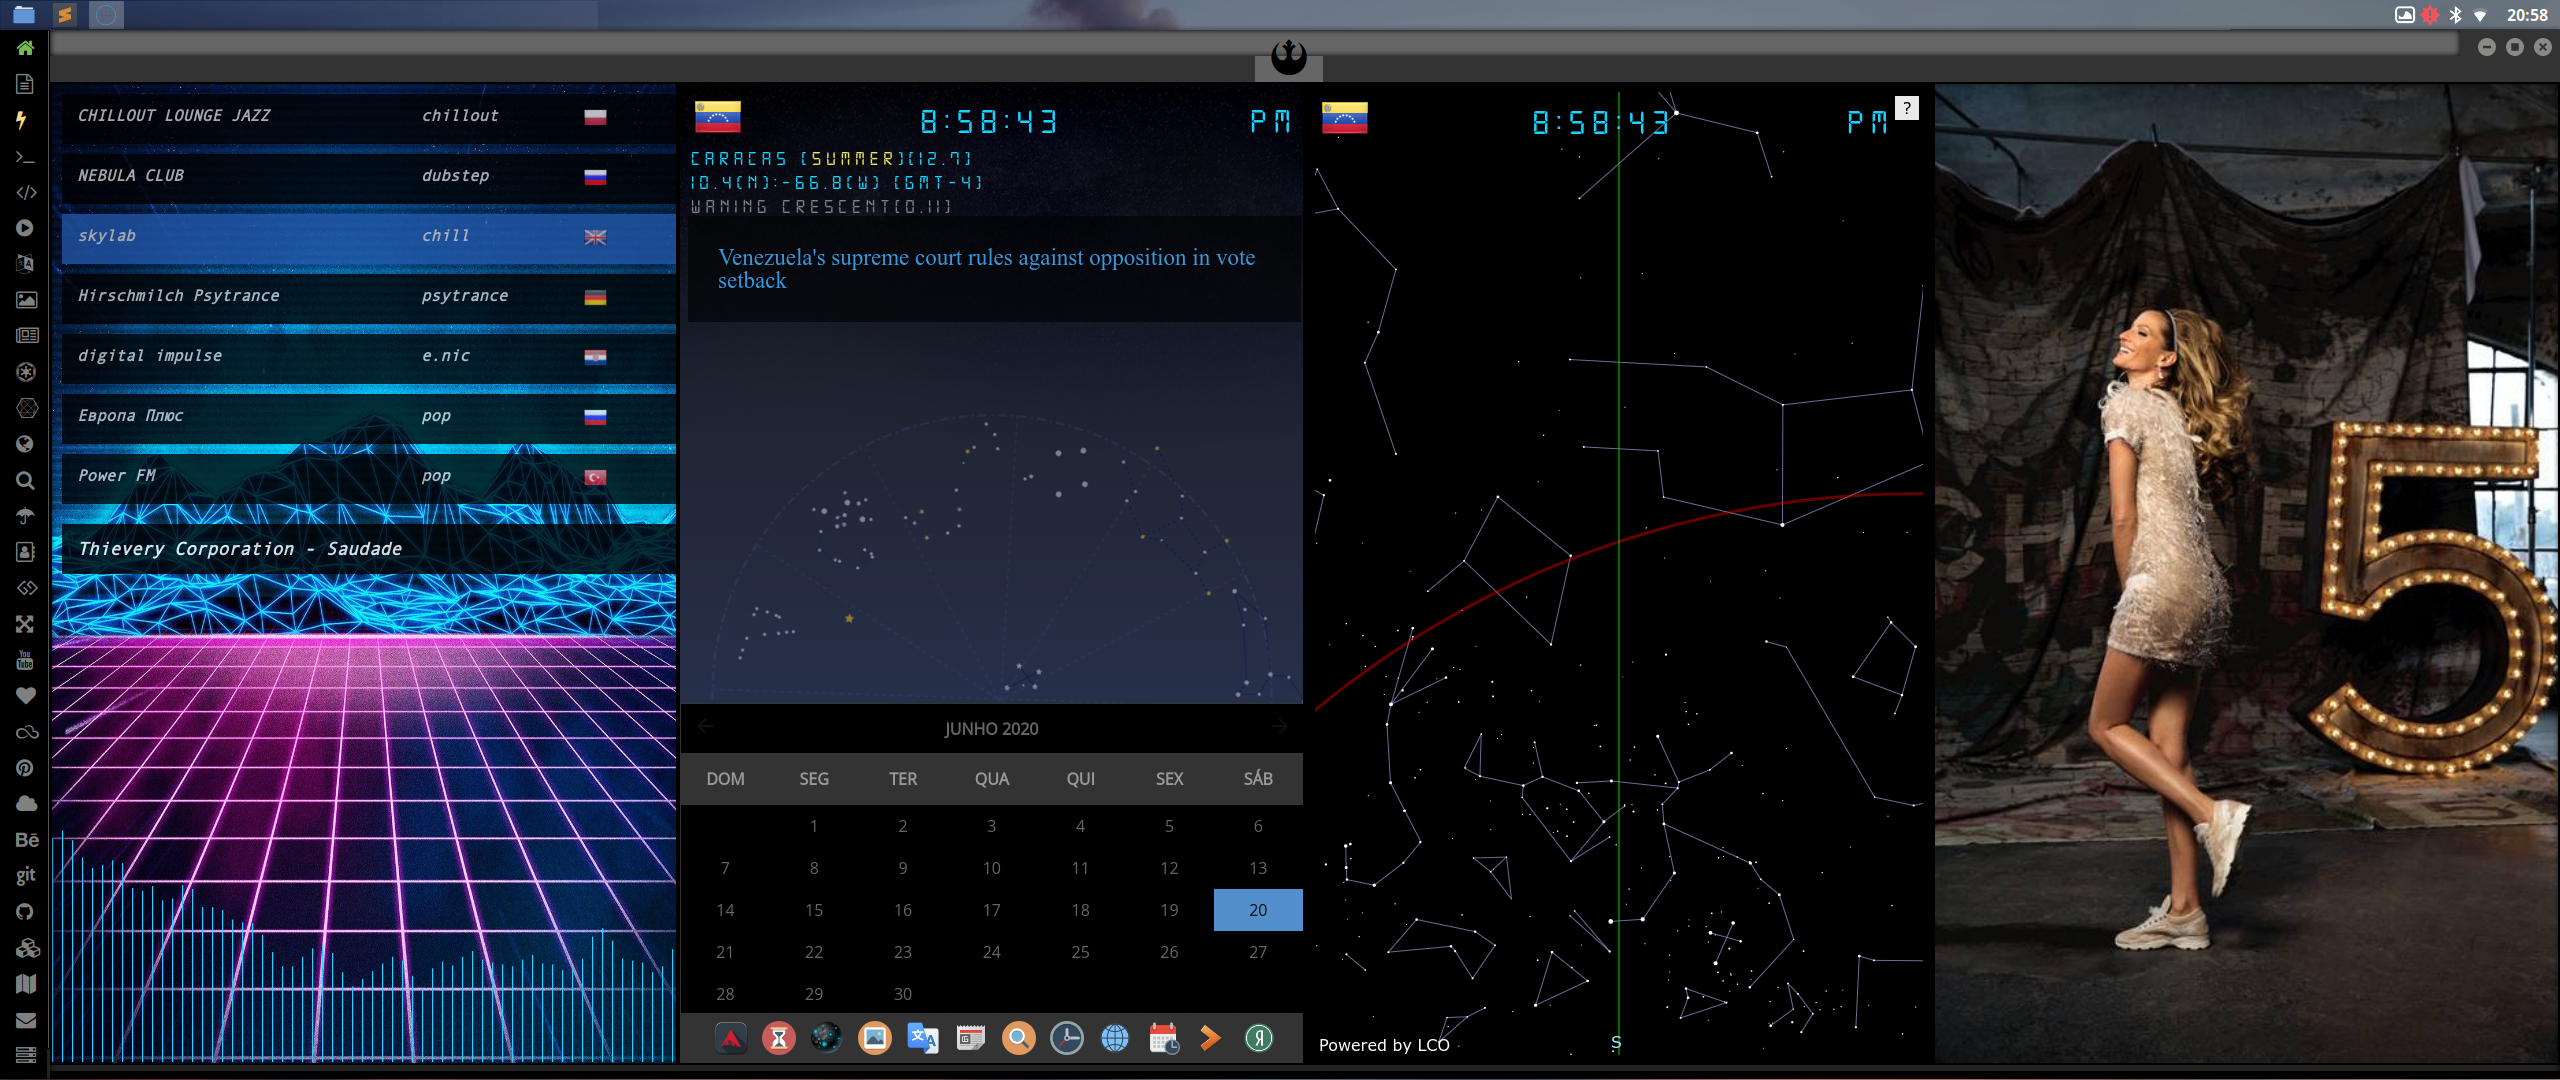 20:58
CHILLOUT LOUNGE JAZZ chillout
NEBULA CLUB dubstep
skylab chill
Hirschmilch Psytrance psytrance
digital impulse e.nic
Европа Плюс pop
Power FM pop
Thievery Corporation - Saudade
You
Tube
Bē
git
8:58:43 PM
CARACAS [SUMMER][12.7]
10.4(N):-66.8(W) [GMT-4]
WANING CRESCENT[0.11]
Venezuela's supreme court rules against opposition in vote
setback
JUNHO 2020
DOM SEG TER QUA QUI SEX SÁB
1 2 3 4 5 6
7 8 9 10 11 12 13
14 15 16 17 18 19 20
21 22 23 24 25 26 27
28 29 30
8:58:43 PM
?
Powered by LCO
S
5